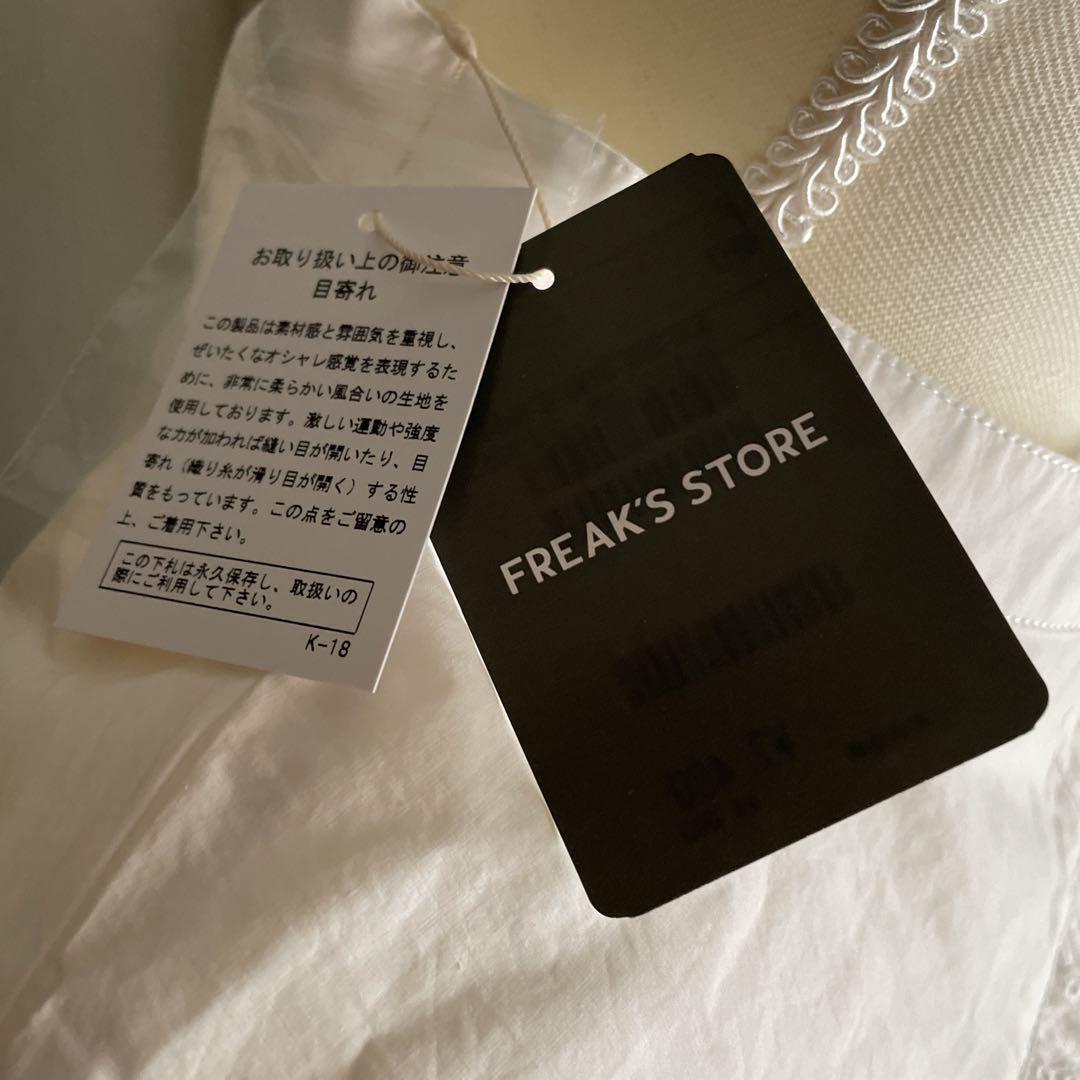 お取り扱い上の御注意
目寄れ
この製品は素材感と雰囲気を重視し、
ぜいたくなオシャレ感覚を表現するた
めに、非常に柔らかい風合いの生地を
使用しております。激しい運動や強度
な力が加われば縫い目が開いたり、目
寄れ（織り糸が滑り目が開く）する性
質をもっています。この点をご留意の
上、ご着用下さい。
この下札は永久保存し、取扱いの
際にご利用して下さい。
K-18
FREAK'S STORE